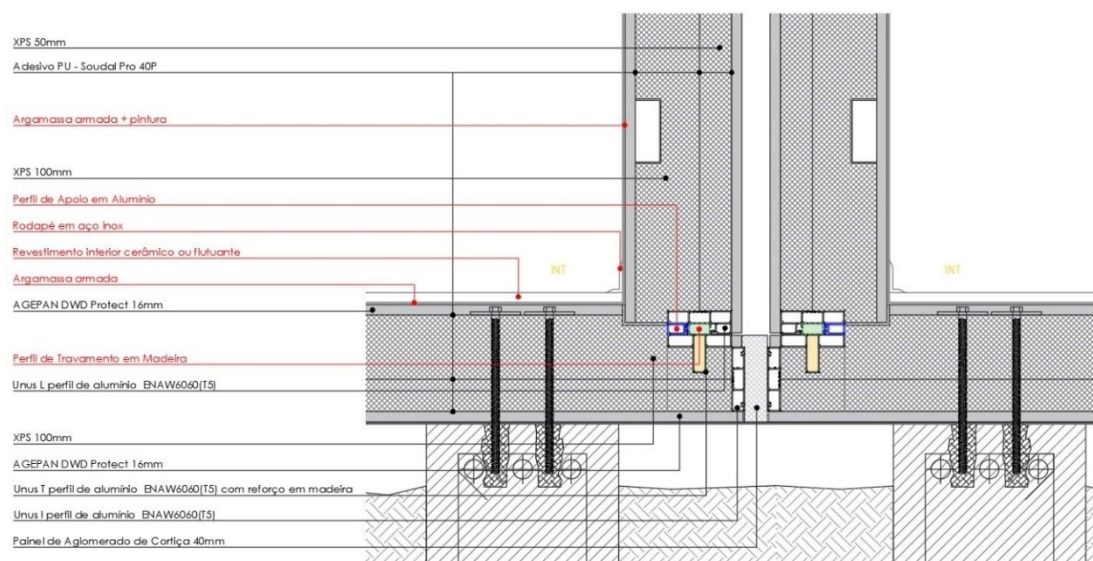 XPS 50mm
Adesivo PU - Soudal Pro 40P
Argamassa armada + pintura
XPS 100mm
Perfil de Apoio em Alumínio
Rodapé em aço inox
Revestimento interior cerâmico ou flutuante
INT
INT
Argamassa armada
AGEPAN DWD Protect 16mm
Perfil de Travamento em Madeira
Unus L perfil de alumínio ENAW6060(T5)
XPS 100mm
AGEPAN DWD Protect 16mm
Unus T perfil de alumínio ENAW6060(T5) com reforço em madeira
Unus I perfil de alumínio ENAW6060(T5)
Painel de Aglomerado de Cortiça 40mm